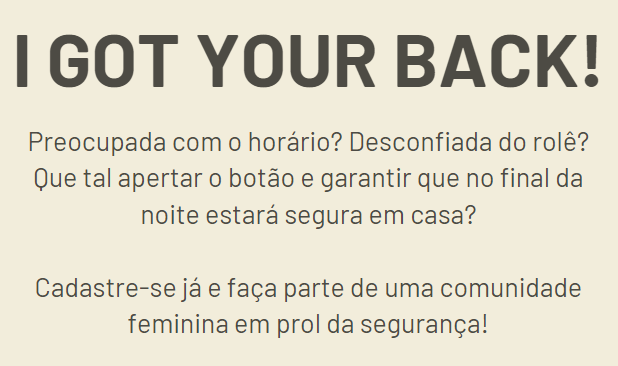 I GOT YOUR BACK!
Preocupada com o horário? Desconfiada do rolê?
Que tal apertar o botão e garantir que no final da
noite estará segura em casa?
Cadastre-se já e faça parte de uma comunidade
feminina em prol da segurança!